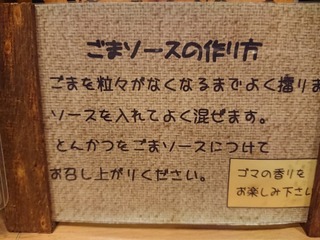 ごまソースの作り方
ごまを粒々がなくなるまでよく擂りま
ソースを入れてよく混ぜます。
とんかつをごまソースにつけて
お召し上がりください。
ゴマの香りを
お楽しみ下さい